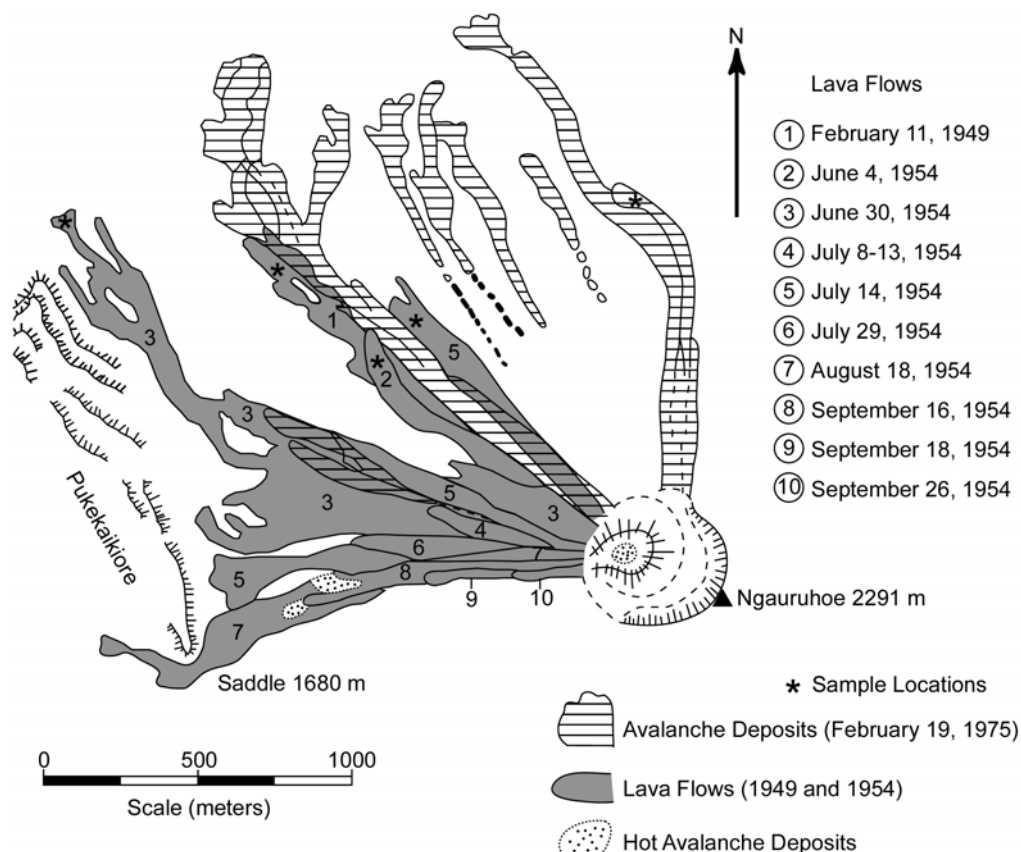 N
Lava Flows
1 February 11, 1949
2 June 4, 1954
3 June 30, 1954
4 July 8-13, 1954
5 July 14, 1954
6 July 29, 1954
7 August 18, 1954
8 September 16, 1954
9 September 18, 1954
10 September 26, 1954
*
*
*
*
*
1
5
2
3
3
3
5
3
4
6
7
5
8
9
10
7
Pukekaikiore
Ngauruhoe 2291 m
Saddle 1680 m
* Sample Locations
Avalanche Deposits (February 19, 1975)
Lava Flows (1949 and 1954)
Hot Avalanche Deposits
0 500 1000
Scale (meters)